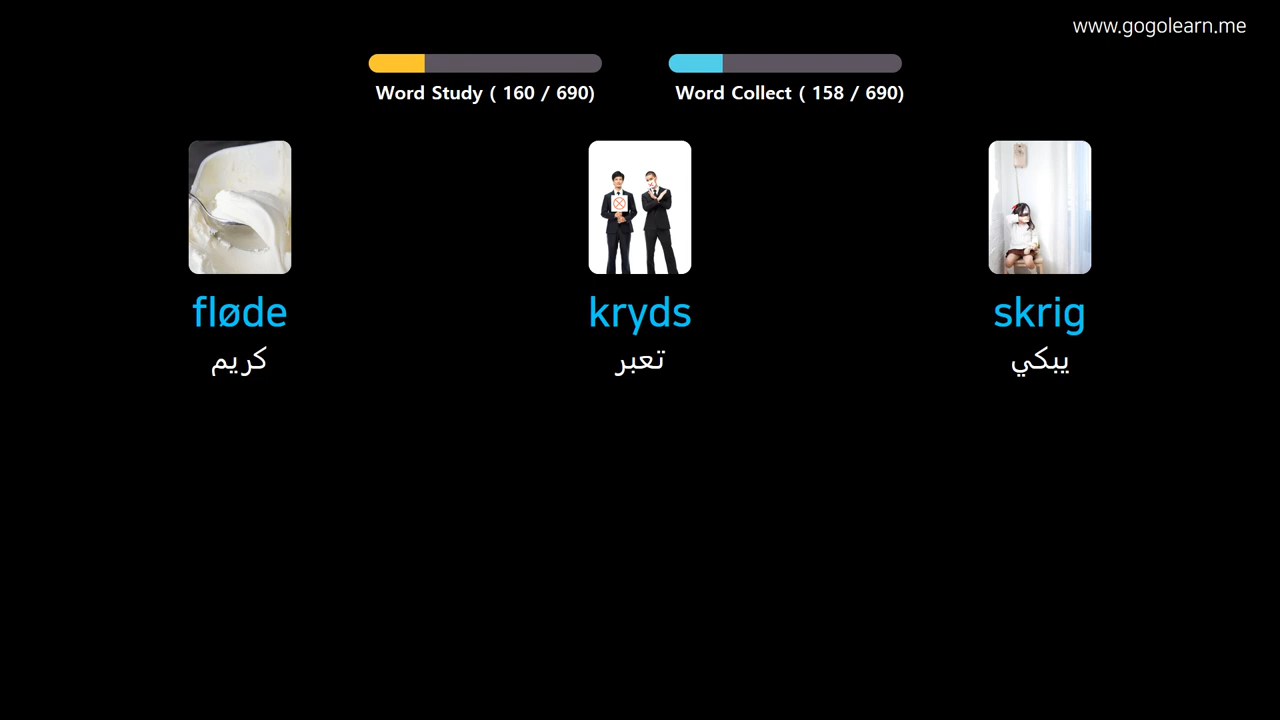 www.gogolearn.me
Word Study ( 160 / 690)
Word Collect ( 158 / 690)
fløde
kryds
skrig
كريم
تعبر
يبكي